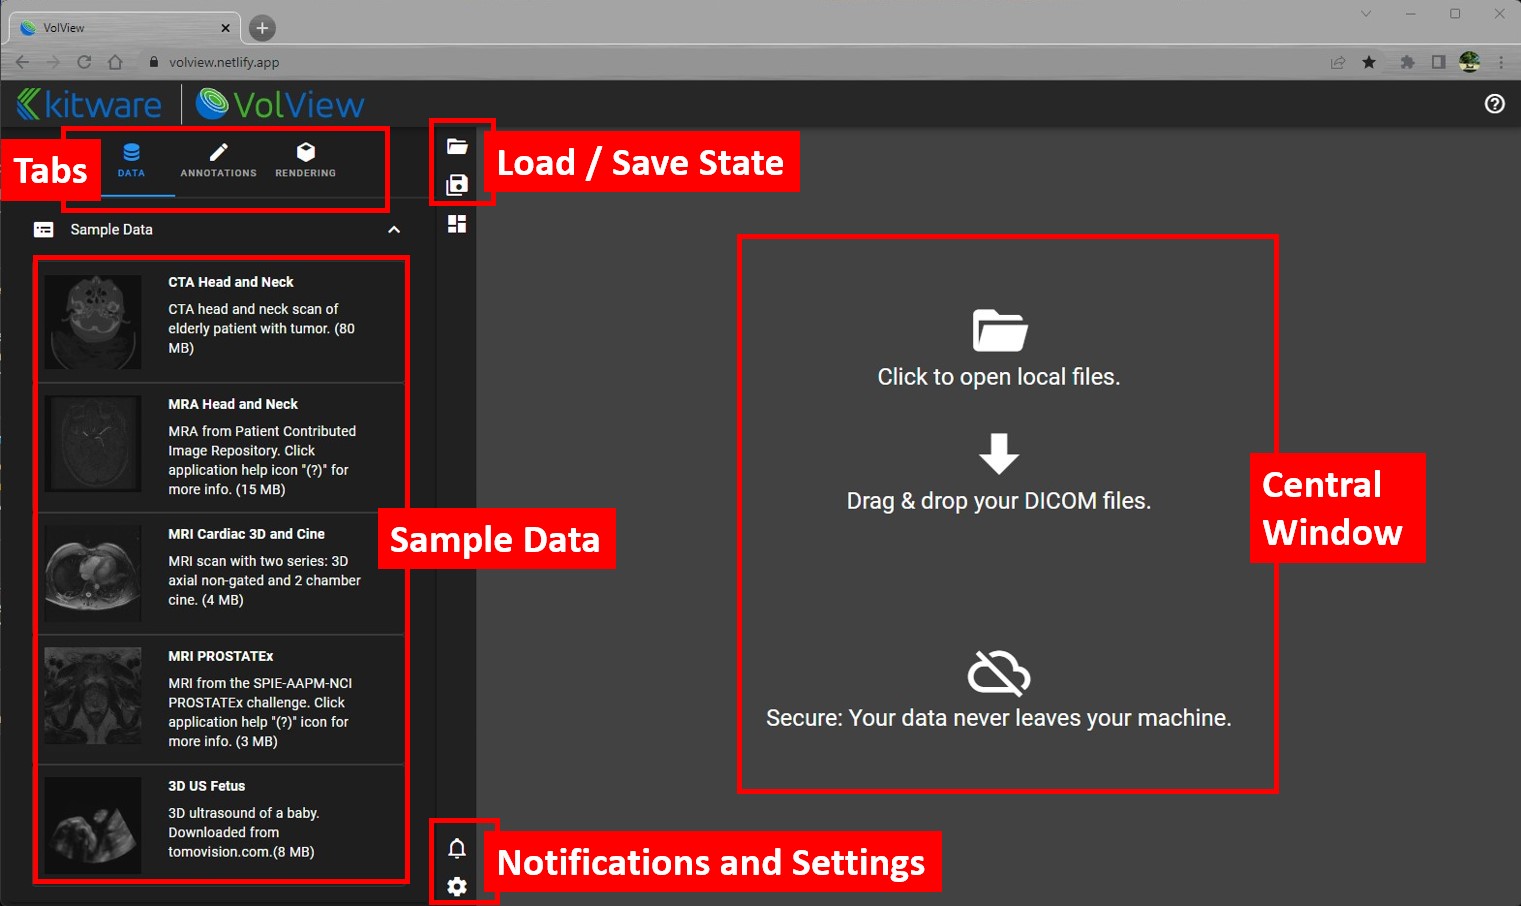 VolView
volview.netlify.app
kitware
VolView
Tabs
DATA
ANNOTATIONS
RENDERING
Load / Save State
Sample Data
CTA Head and Neck
CTA head and neck scan of
elderly patient with tumor. (80
MB)
MRA Head and Neck
MRA from Patient Contributed
Image Repository. Click
application help icon "(?)" for
more info. (15 MB)
MRI Cardiac 3D and Cine
MRI scan with two series: 3D
axial non-gated and 2 chamber
cine. (4 MB)
MRI PROSTATEx
MRI from the SPIE-AAPM-NCI
PROSTATEx challenge. Click
application help "(?)" icon for
more info. (3 MB)
3D US Fetus
3D ultrasound of a baby.
Downloaded from
tomovision.com.(8 MB)
Sample Data
Click to open local files.
Drag & drop your DICOM files.
Secure: Your data never leaves your machine.
Central
Window
Notifications and Settings